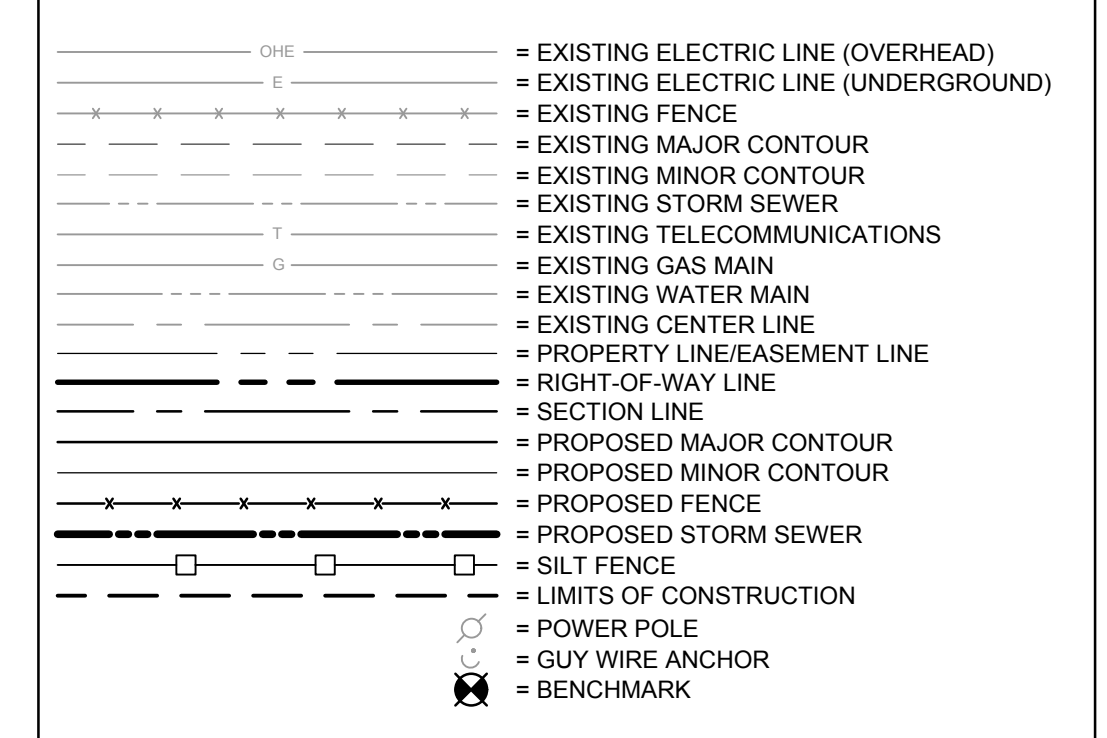 OHE = EXISTING ELECTRIC LINE (OVERHEAD)
E = EXISTING ELECTRIC LINE (UNDERGROUND)
x x x x x x x = EXISTING FENCE
= EXISTING MAJOR CONTOUR
= EXISTING MINOR CONTOUR
= EXISTING STORM SEWER
T = EXISTING TELECOMMUNICATIONS
G = EXISTING GAS MAIN
= EXISTING WATER MAIN
= EXISTING CENTER LINE
= PROPERTY LINE/EASEMENT LINE
= RIGHT-OF-WAY LINE
= SECTION LINE
= PROPOSED MAJOR CONTOUR
= PROPOSED MINOR CONTOUR
x x x x x x = PROPOSED FENCE
= PROPOSED STORM SEWER
= SILT FENCE
= LIMITS OF CONSTRUCTION
= POWER POLE
= GUY WIRE ANCHOR
= BENCHMARK